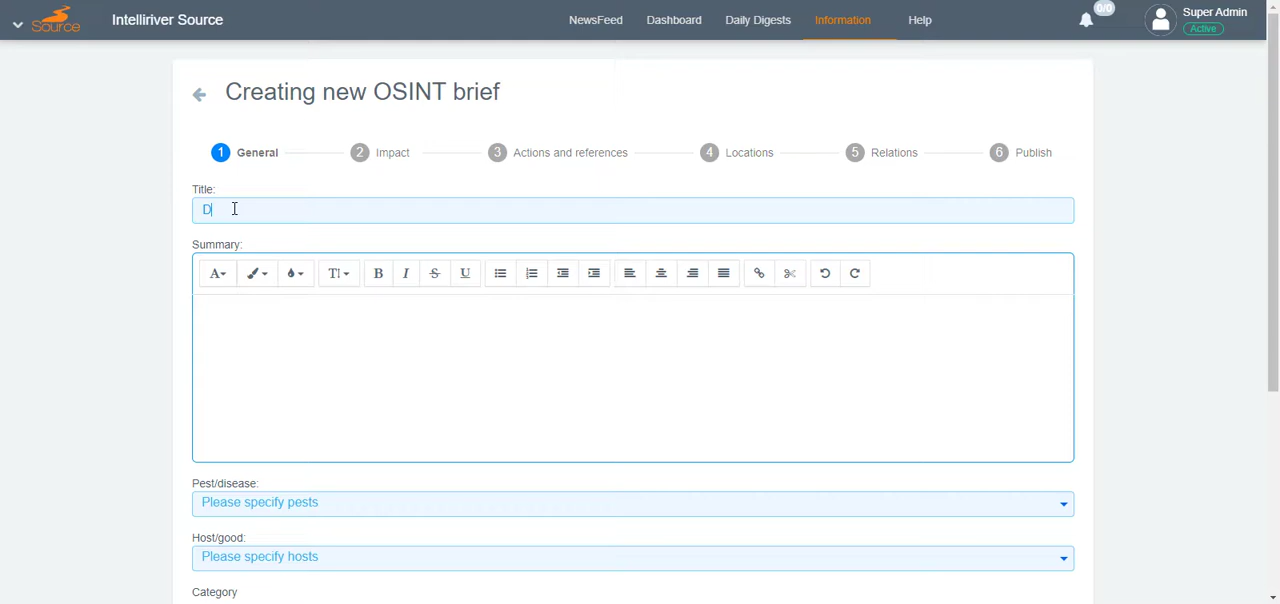 Source
Intelliriver Source
NewsFeed
Dashboard
Daily Digests
Information
Help
0/0
Super Admin
Active
Creating new OSINT brief
1 General
2 Impact
3 Actions and references
4 Locations
5 Relations
6 Publish
Title:
D
Summary:
A
T!
B I S U
Pest/disease:
Please specify pests
Host/good:
Please specify hosts
Category